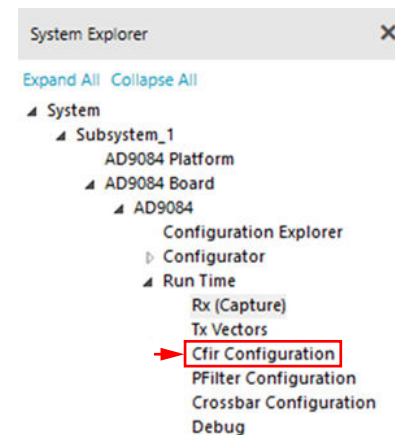 System Explorer
Expand All Collapse All
System
Subsystem_1
AD9084 Platform
AD9084 Board
AD9084
Configuration Explorer
Configurator
Run Time
Rx (Capture)
Tx Vectors
Cfir Configuration
PFilter Configuration
Crossbar Configuration
Debug